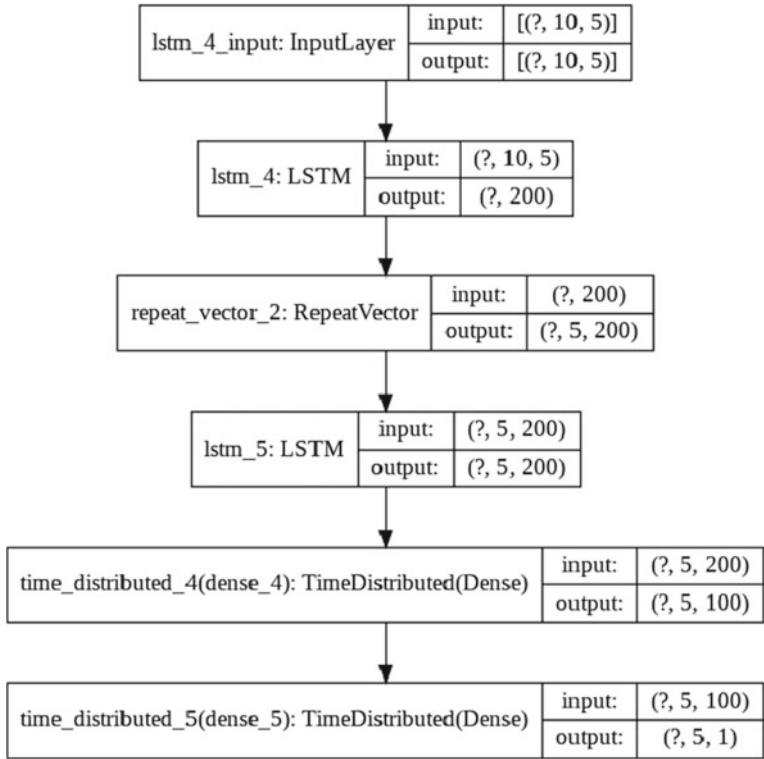 lstm_4_input: InputLayer
input: [(?, 10, 5)]
output: [(?, 10, 5)]
lstm_4: LSTM
input: (?, 10, 5)
output: (?, 200)
repeat_vector_2: RepeatVector
input: (?, 200)
output: (?, 5, 200)
lstm_5: LSTM
input: (?, 5, 200)
output: (?, 5, 200)
time_distributed_4(dense_4): TimeDistributed(Dense)
input: (?, 5, 200)
output: (?, 5, 100)
time_distributed_5(dense_5): TimeDistributed(Dense)
input: (?, 5, 100)
output: (?, 5, 1)